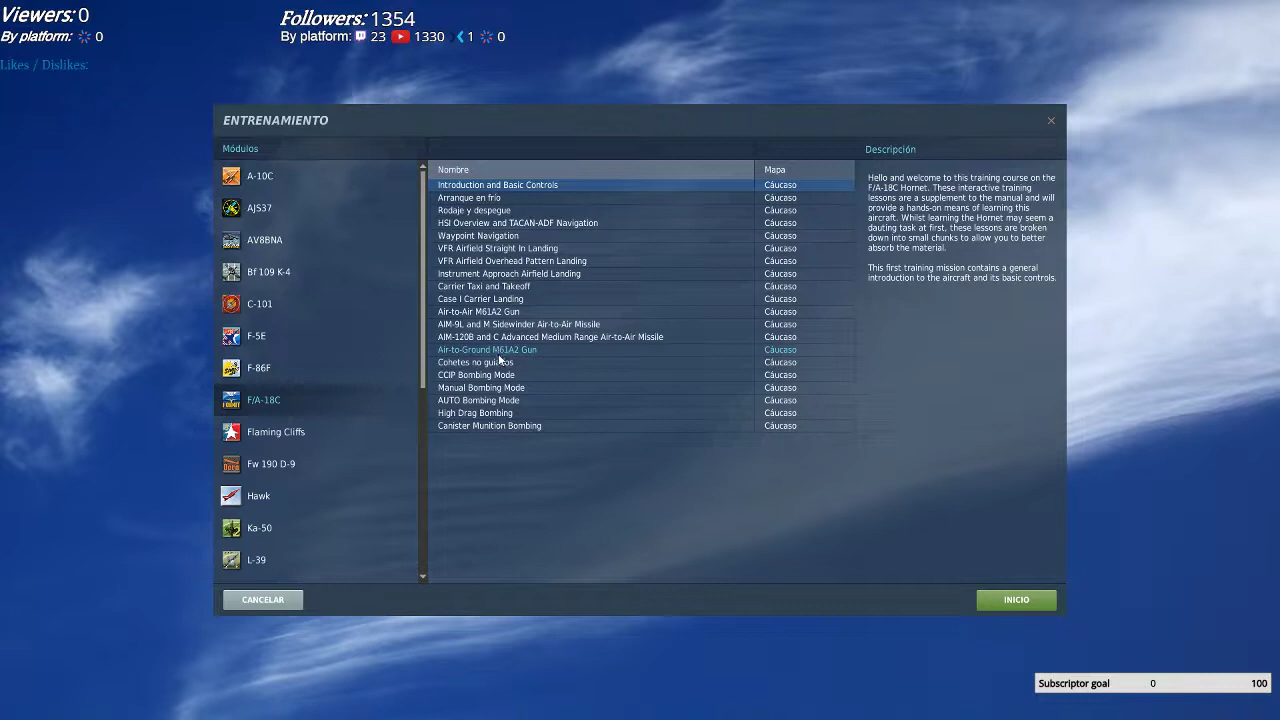 Viewers: 0
By platform: 0
Likes / Dislikes:
Followers: 1354
By platform: 23 1330 1 0
ENTRENAMIENTO
Módulos
A-10C
AJS37
AV8BNA
Bf 109 K-4
C-101
F-5E
F-86F
F/A-18C
Flaming Cliffs
Fw 190 D-9
Hawk
Ka-50
L-39
Nombre Mapa
Introduction and Basic Controls Cáucaso
Arranque en frío Cáucaso
Rodaje y despegue Cáucaso
HSI Overview and TACAN-ADF Navigation Cáucaso
Waypoint Navigation Cáucaso
VFR Airfield Straight In Landing Cáucaso
VFR Airfield Overhead Pattern Landing Cáucaso
Instrument Approach Airfield Landing Cáucaso
Carrier Taxi and Takeoff Cáucaso
Case I Carrier Landing Cáucaso
Air-to-Air M61A2 Gun Cáucaso
AIM-9L and M Sidewinder Air-to-Air Missile Cáucaso
AIM-120B and C Advanced Medium Range Air-to-Air Missile Cáucaso
Air-to-Ground M61A2 Gun Cáucaso
Cohetes no guiados Cáucaso
CCIP Bombing Mode Cáucaso
Manual Bombing Mode Cáucaso
AUTO Bombing Mode Cáucaso
High Drag Bombing Cáucaso
Canister Munition Bombing Cáucaso
Descripción
Hello and welcome to this training course on the
F/A-18C Hornet. These interactive training
lessons are a supplement to the manual and will
provide a hands-on means of learning this
aircraft. Whilst learning the Hornet may seem a
dauting task at first, these lessons are broken
down into small chunks to allow you to better
absorb the material.
This first training mission contains a general
introduction to the aircraft and its basic controls.
CANCELAR
INICIO
Subscriptor goal 0 100